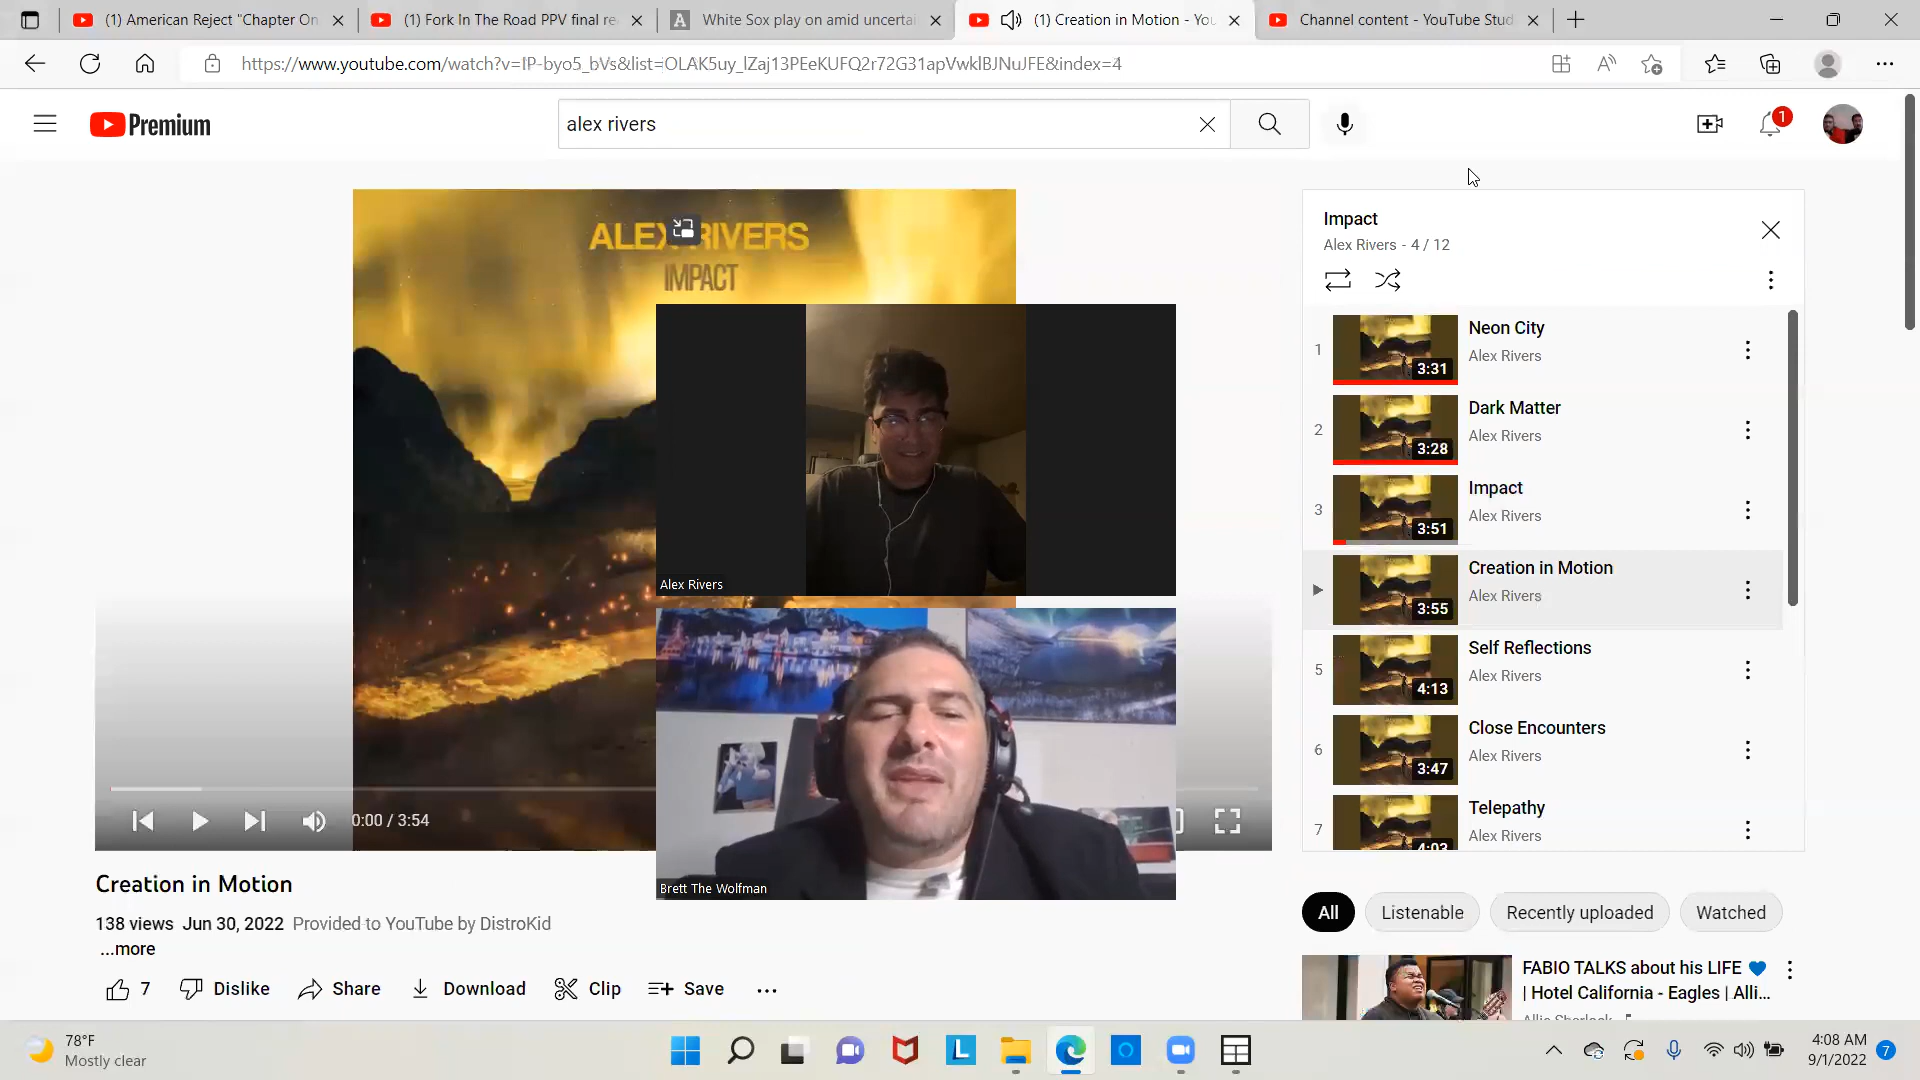 (1) American Reject "Chapter On
(1) Fork In The Road PPV final re
White Sox play on amid uncertai
(1) Creation in Motion - You
Channel content - YouTube Stud
https://www.youtube.com/watch?v=IP-byo5_bVs&list=OLAK5uy_lZaj13PEeKUFQ2r72G31apVwklBJNuJFE&index=4
Premium
alex rivers
1
ALEX RIVERS
IMPACT
Alex Rivers
Brett The Wolfman
0:00 / 3:54
Impact
Alex Rivers - 4 / 12
1
3:31
Neon City
Alex Rivers
2
3:28
Dark Matter
Alex Rivers
3
3:51
Impact
Alex Rivers
3:55
Creation in Motion
Alex Rivers
5
4:13
Self Reflections
Alex Rivers
6
3:47
Close Encounters
Alex Rivers
7
4:03
Telepathy
Alex Rivers
Creation in Motion
138 views Jun 30, 2022 Provided to YouTube by DistroKid
...more
7
Dislike
Share
Download
Clip
Save
All
Listenable
Recently uploaded
Watched
FABIO TALKS about his LIFE 💙
| Hotel California - Eagles | Alli...
Allie Sherlock
78°F
Mostly clear
4:08 AM
9/1/2022
7